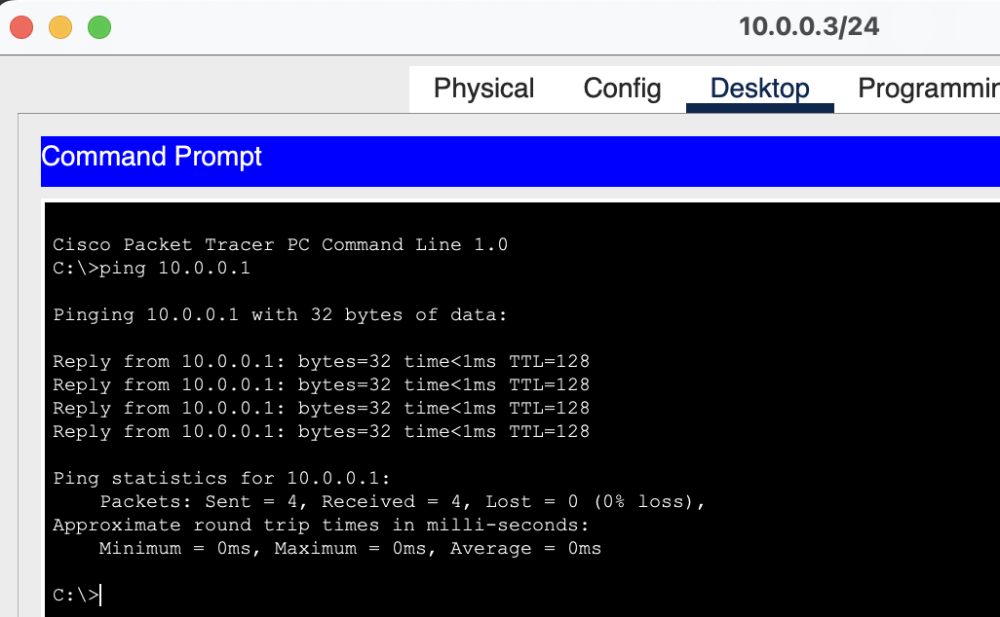 10.0.0.3/24
Physical Config Desktop Programmin
Command Prompt
Cisco Packet Tracer PC Command Line 1.0
C:\>ping 10.0.0.1
Pinging 10.0.0.1 with 32 bytes of data:
Reply from 10.0.0.1: bytes=32 time<1ms TTL=128
Reply from 10.0.0.1: bytes=32 time<1ms TTL=128
Reply from 10.0.0.1: bytes=32 time<1ms TTL=128
Reply from 10.0.0.1: bytes=32 time<1ms TTL=128
Ping statistics for 10.0.0.1:
Packets: Sent = 4, Received = 4, Lost = 0 (0% loss),
Approximate round trip times in milli-seconds:
Minimum = 0ms, Maximum = 0ms, Average = 0ms
C:\>